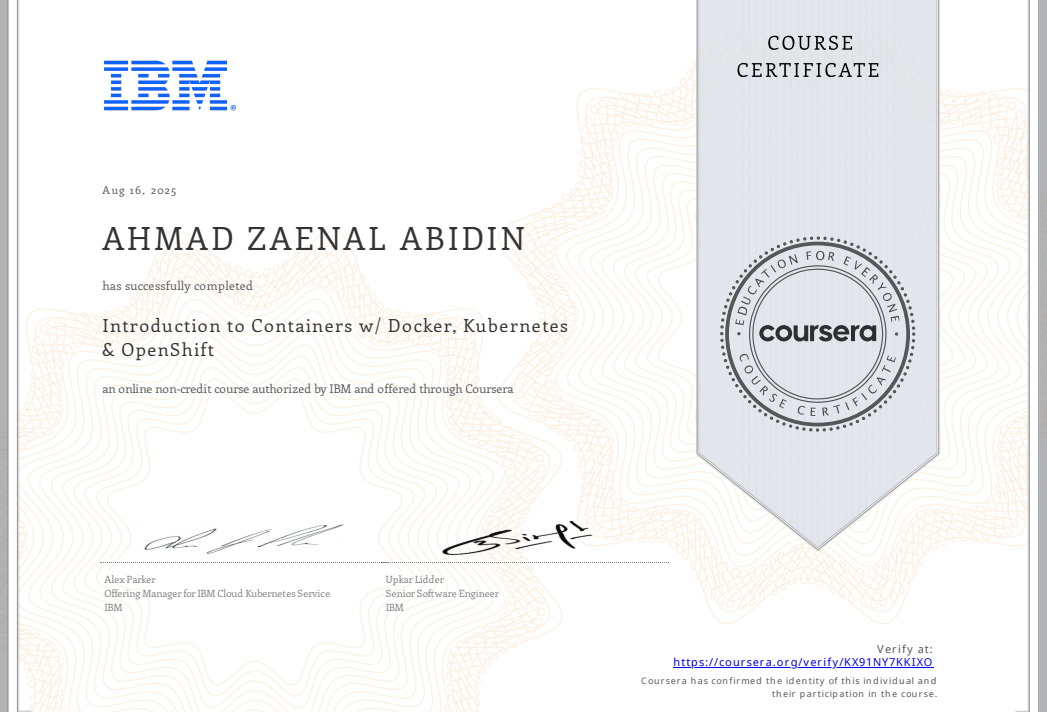 COURSE
CERTIFICATE
IBM®
Aug 16, 2025
AHMAD ZAENAL ABIDIN
has successfully completed
Introduction to Containers w/ Docker, Kubernetes
& OpenShift
an online non-credit course authorized by IBM and offered through Coursera
EDUCATION FOR EVERYONE
coursera
COURSE CERTIFICATE
Alex Parker
Offering Manager for IBM Cloud Kubernetes Service
IBM
Upkar Lidder
Senior Software Engineer
IBM
Verify at:
https://coursera.org/verify/KX91NY7KKIXO
Coursera has confirmed the identity of this individual and
their participation in the course.